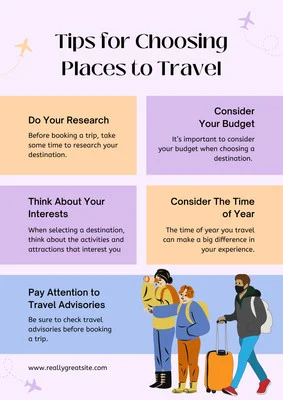 Tips for Choosing
Places to Travel
Do Your Research
Before booking a trip, take
some time to research your
destination.
Consider
Your Budget
It's important to consider
your budget when choosing a
destination.
Think About Your
Interests
When selecting a destination,
think about the activities and
attractions that interest you
Consider The Time
of Year
The time of year you travel
can make a big difference in
your experience.
Pay Attention to
Travel Advisories
Be sure to check travel
advisories before booking
a trip.
www.reallygreatsite.com